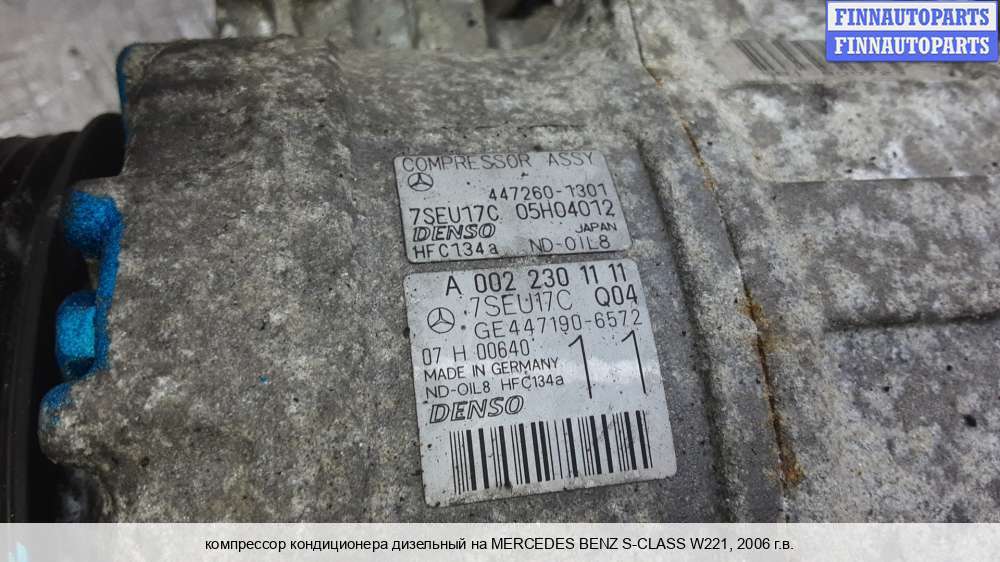 FINNAUTOPARTS
FINNAUTOPARTS
COMPRESSOR ASSY
447260-1301
7SEU17C 05H04012
DENSO JAPAN
HFC134a ND-OIL8
A 002 230 11 11
7SEU17C Q04
GE447190-6572
07 H 00640
11
MADE IN GERMANY
ND-OIL8 HFC134a
DENSO
компрессор кондиционера дизельный на MERCEDES BENZ S-CLASS W221, 2006 г.в.